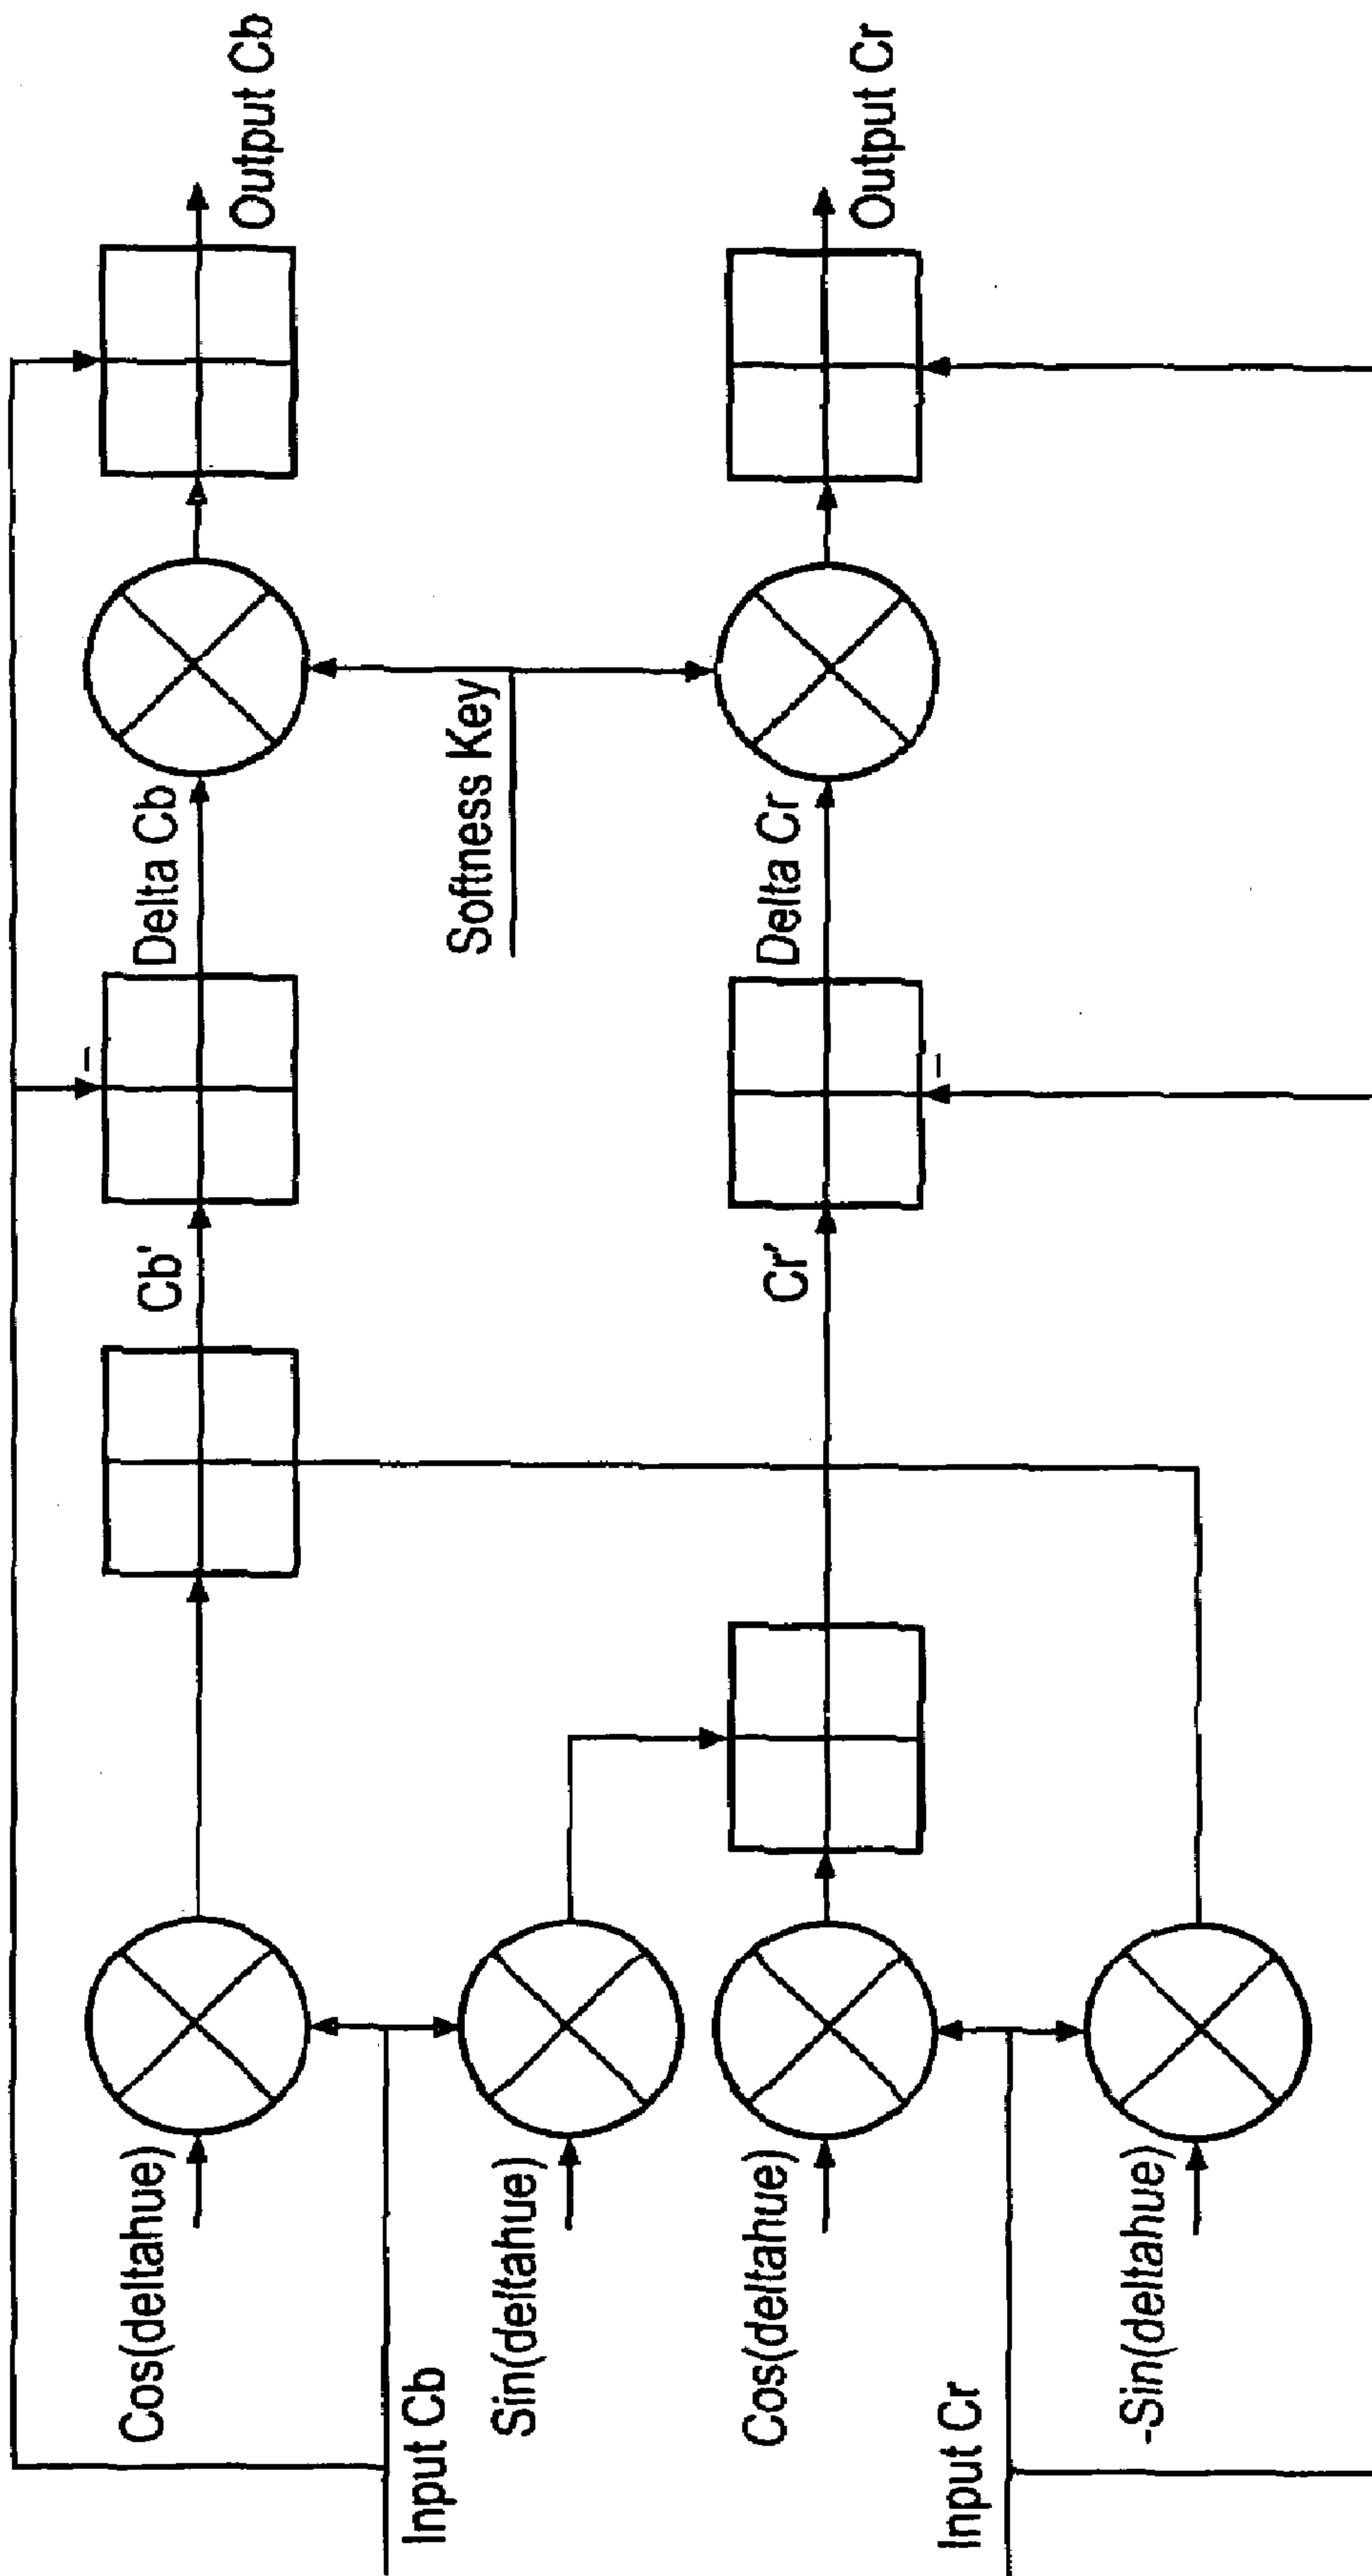 Cos(deltahue)
Input Cb
Sin(deltahue)
Cos(deltahue)
Input Cr
-Sin(deltahue)
Cb'
Cr'
–
Delta Cb
–
Delta Cr
Softness Key
Output Cb
Output Cr